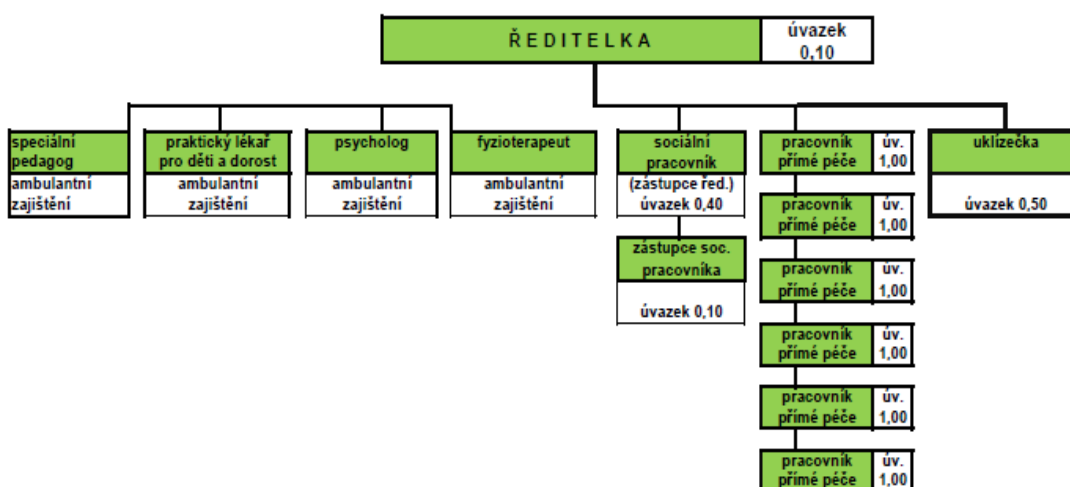 ŘEDITELKA
úvazek
0,10
speciální
pedagog
ambulantní
zajištění
praktický lékař
pro děti a dorost
ambulantní
zajištění
psycholog
ambulantní
zajištění
fyzioterapeut
ambulantní
zajištění
sociální
pracovník
(zástupce řed.)
úvazek 0,40
zástupce soc.
pracovníka
úvazek 0,10
pracovník
přímé péče
úv.
1,00
pracovník
přímé péče
úv.
1,00
pracovník
přímé péče
úv.
1,00
pracovník
přímé péče
úv.
1,00
pracovník
přímé péče
úv.
1,00
pracovník
přímé péče
úv.
1,00
uklízečka
úvazek 0,50